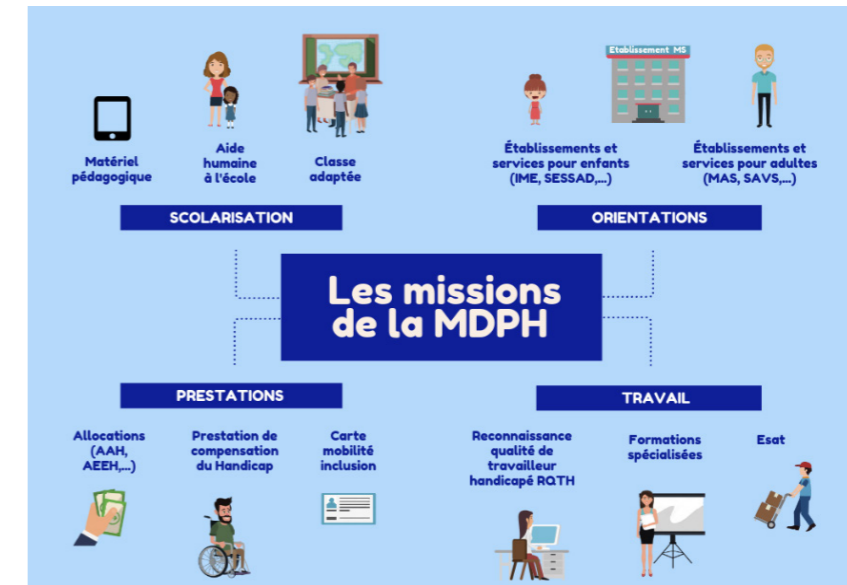 Etablissement MS
Matériel
pédagogique
Aide
humaine
à l'école
Classe
adaptée
Établissements et
services pour enfants
(IME, SESSAD,...)
Établissements et
services pour adultes
(MAS, SAVS,...)
SCOLARISATION
ORIENTATIONS
Les missions
de la MDPH
PRESTATIONS
TRAVAIL
Allocations
(AAH,
AEEH,...)
Prestation de
compensation
du Handicap
Carte
mobilité
inclusion
Reconnaissance
qualité de
travailleur
handicapé RQTH
Formations
spécialisées
Esat